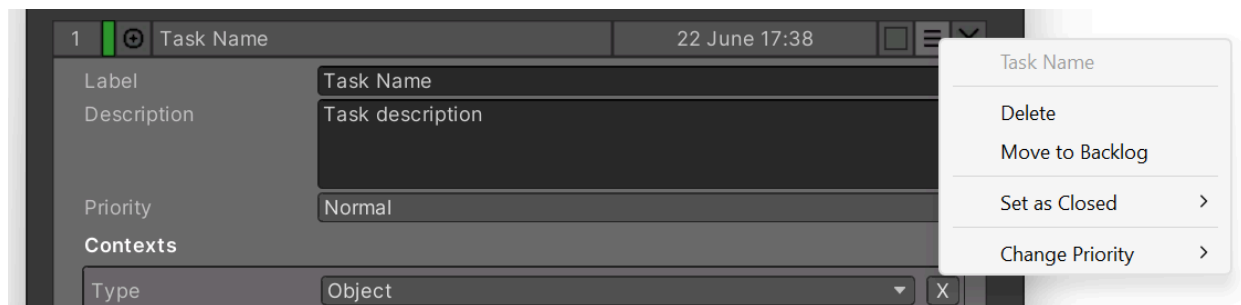 1 Task Name 22 June 17:38
Label Task Name
Description Task description
Priority Normal
Contexts
Type Object X
Task Name
Delete
Move to Backlog
Set as Closed
Change Priority